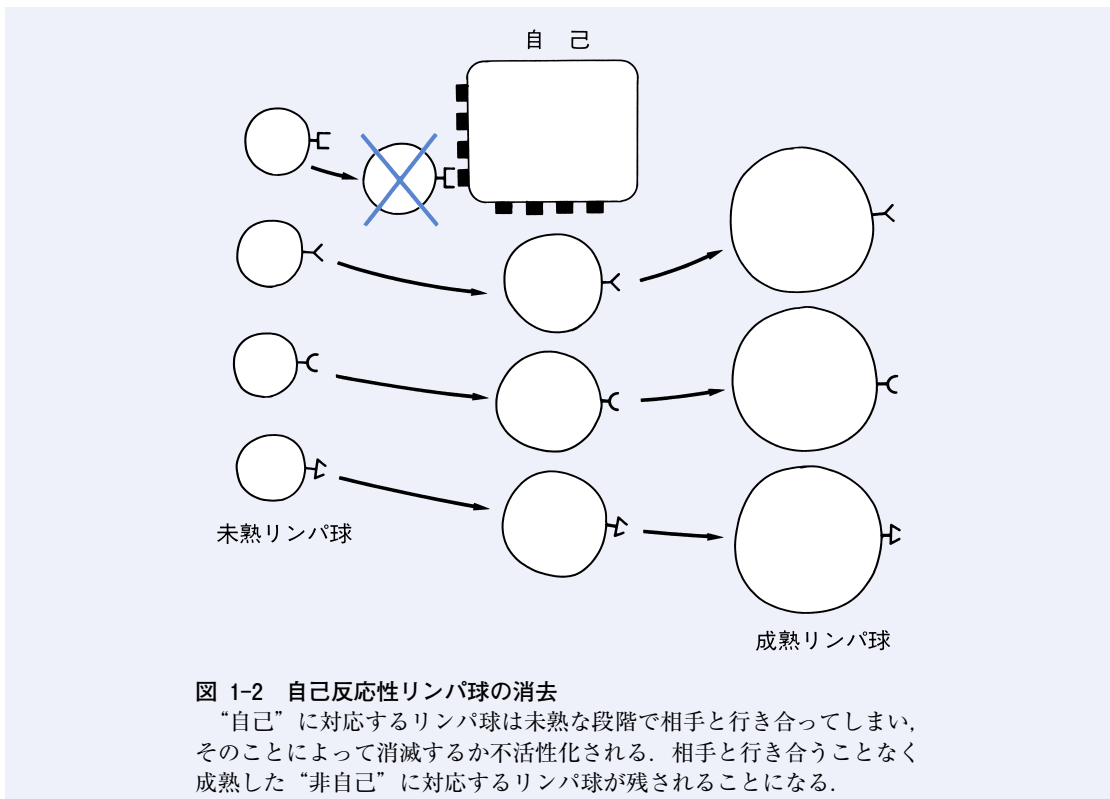 自 己
未熟リンパ球
成熟リンパ球
図 1-2　自己反応性リンパ球の消去
“自己”に対応するリンパ球は未熟な段階で相手と行き合ってしまい，
そのことによって消滅するか不活性化される．相手と行き合うことなく
成熟した“非自己”に対応するリンパ球が残されることになる．